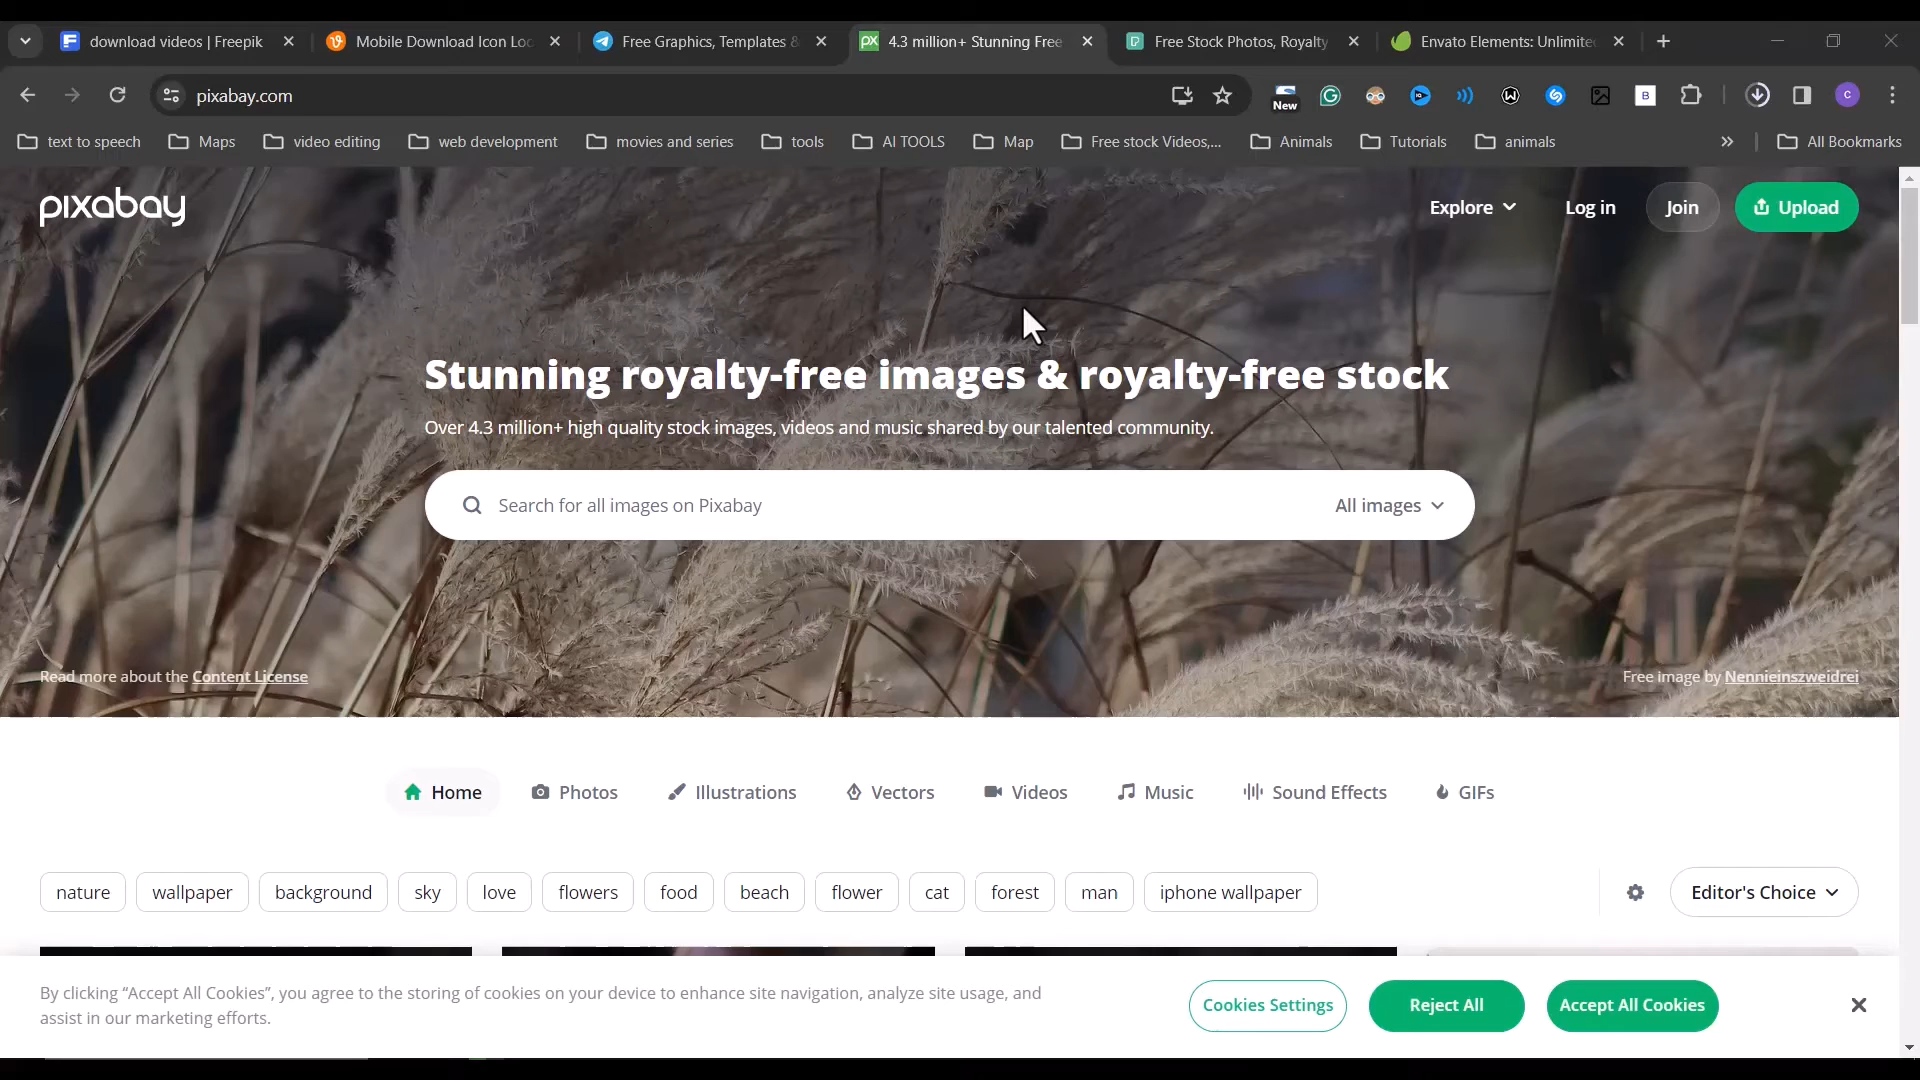 download videos | Freepik
Mobile Download Icon Loc
Free Graphics, Templates &
4.3 million+ Stunning Free
Free Stock Photos, Royalty
Envato Elements: Unlimite
pixabay.com
New
text to speech
Maps
video editing
web development
movies and series
tools
AI TOOLS
Map
Free stock Videos,...
Animals
Tutorials
animals
All Bookmarks
pixabay
Explore
Log in
Join
Upload
Stunning royalty-free images & royalty-free stock
Over 4.3 million+ high quality stock images, videos and music shared by our talented community.
Search for all images on Pixabay
All images
Read more about the Content License
Free image by Nennieinszweidrei
Home
Photos
Illustrations
Vectors
Videos
Music
Sound Effects
GIFs
nature
wallpaper
background
sky
love
flowers
food
beach
flower
cat
forest
man
iphone wallpaper
Editor's Choice
By clicking “Accept All Cookies”, you agree to the storing of cookies on your device to enhance site navigation, analyze site usage, and
assist in our marketing efforts.
Cookies Settings
Reject All
Accept All Cookies